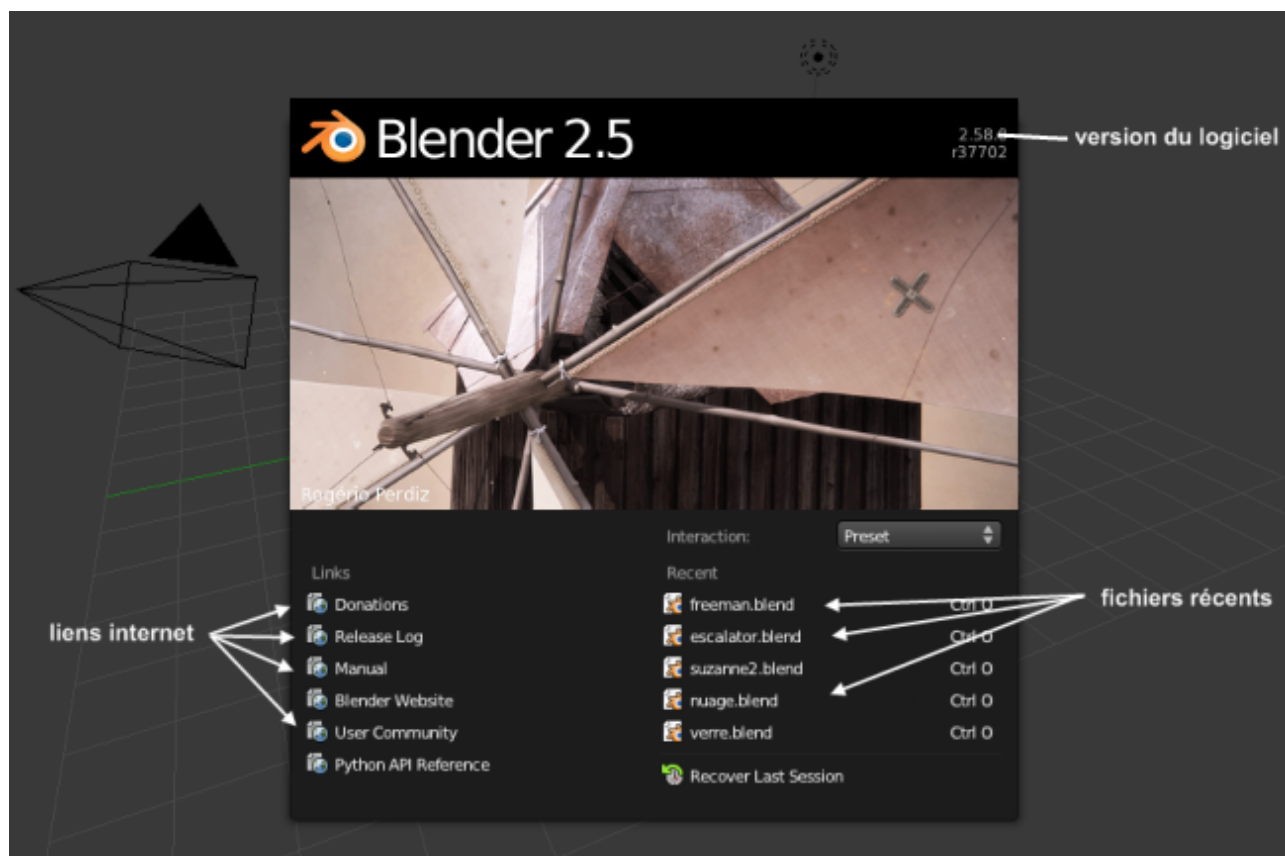 Blender 2.5
2.58.0
r37702
version du logiciel
Rogério Perdiz
Interaction:
Preset
Links
Recent
Donations
freeman.blend
Ctrl O
fichiers récents
liens internet
Release Log
escalator.blend
Ctrl O
Manual
suzanne2.blend
Ctrl O
Blender Website
nuage.blend
Ctrl O
User Community
verre.blend
Ctrl O
Python API Reference
Recover Last Session